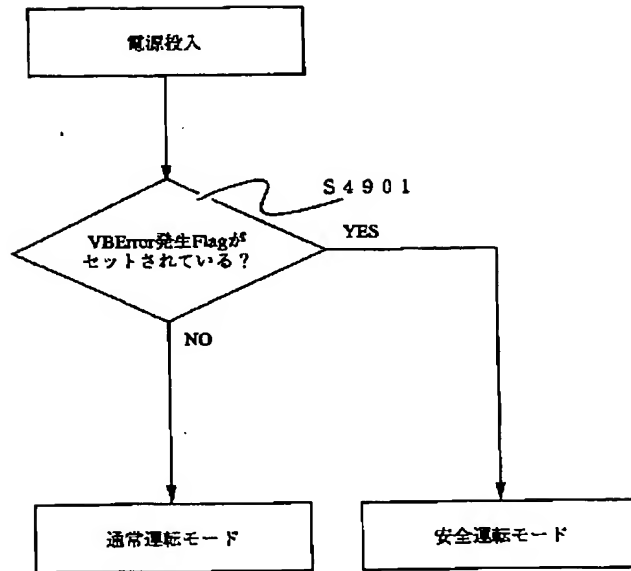 電源投入
S4901
VBError発生Flagが
セットされている？
YES
NO
通常運転モード
安全運転モード